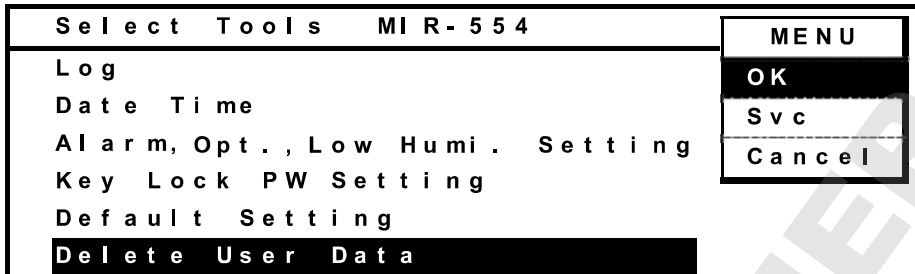 Select Tools MIR-554
MENU
Log
OK
Date Time
Svc
Alarm, Opt., Low Humi. Setting
Cancel
Key Lock PW Setting
Default Setting
Delete User Data